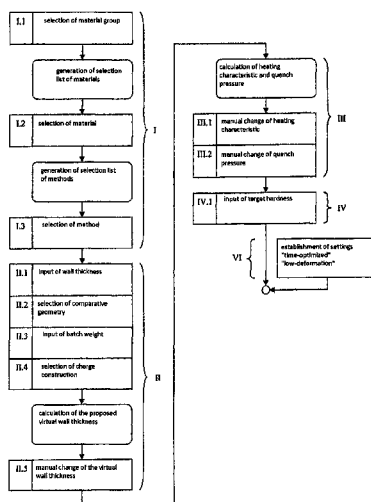 I.1 selection of material group
generation of selection
list of materials
I.2 selection of material
generation of selection list
of methods
I.3 selection of method
I
II.1 input of wall thickness
II.2 selection of comparative
geometry
II.3 input of batch weight
II.4 selection of charge
construction
calculation of the proposed
virtual wall thickness
II.5 manual change of the virtual
wall thickness
II
calculation of heating
characteristic and quench
pressure
III.1 manual change of heating
characteristic
III.2 manual change of quench
pressure
III
IV.1 input of target hardness
IV
VI
establishment of settings
"time-optimized"
"low-deformation"